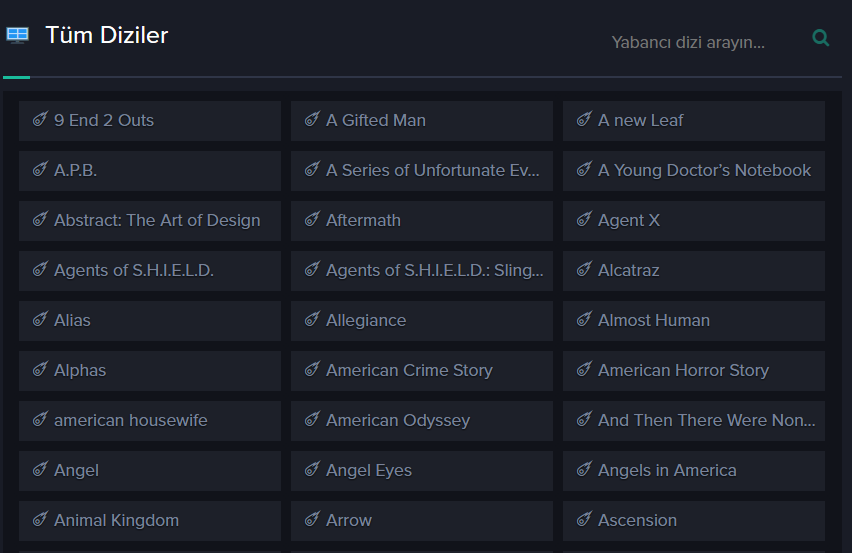 Tüm Diziler
Yabancı dizi arayın...
9 End 2 Outs
A Gifted Man
A new Leaf
A.P.B.
A Series of Unfortunate Ev...
A Young Doctor's Notebook
Abstract: The Art of Design
Aftermath
Agent X
Agents of S.H.I.E.L.D.
Agents of S.H.I.E.L.D.: Sling...
Alcatraz
Alias
Allegiance
Almost Human
Alphas
American Crime Story
American Horror Story
american housewife
American Odyssey
And Then There Were Non...
Angel
Angel Eyes
Angels in America
Animal Kingdom
Arrow
Ascension